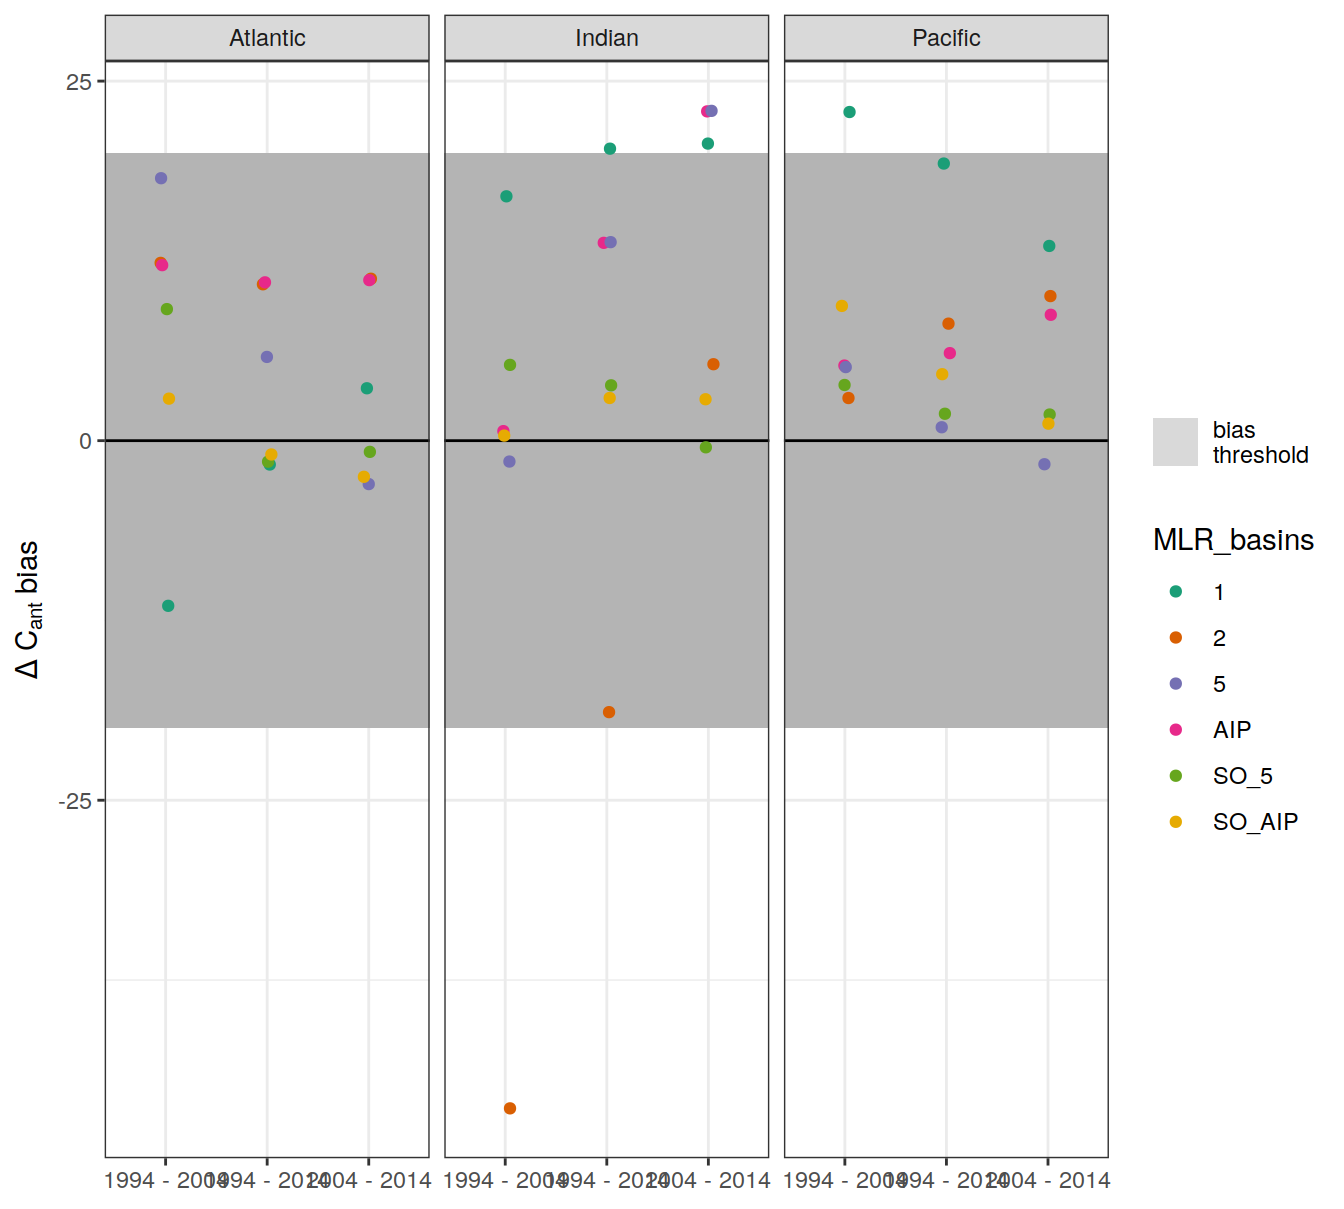 Atlantic
Indian
Pacific
25
0
-25
Δ Cant bias
1994 - 2004
1994 - 2014
2004 - 2014
1994 - 2004
1994 - 2014
2004 - 2014
1994 - 2004
1994 - 2014
2004 - 2014
bias
threshold
MLR_basins
1
2
5
AIP
SO_5
SO_AIP